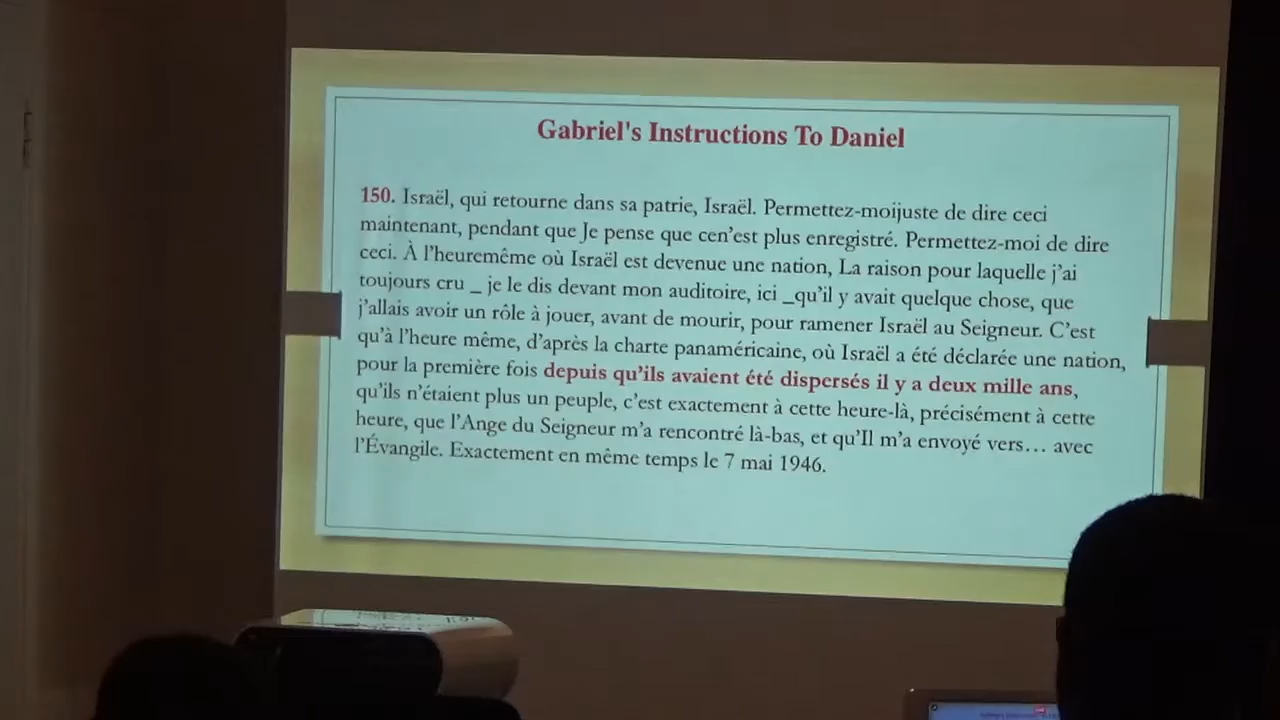 Gabriel's Instructions To Daniel
150. Israël, qui retourne dans sa patrie, Israël. Permettez-moijuste de dire ceci
maintenant, pendant que Je pense que cen'est plus enregistré. Permettez-moi de dire
ceci. À l'heuremême où Israël est devenue une nation, La raison pour laquelle j'ai
toujours cru _ je le dis devant mon auditoire, ici _qu'il y avait quelque chose, que
j'allais avoir un rôle à jouer, avant de mourir, pour ramener Israël au Seigneur. C'est
qu'à l'heure même, d'après la charte panaméricaine, où Israël a été déclarée une nation,
pour la première fois depuis qu'ils avaient été dispersés il y a deux mille ans,
qu'ils n'étaient plus un peuple, c'est exactement à cette heure-là, précisément à cette
heure, que l'Ange du Seigneur m'a rencontré là-bas, et qu'Il m'a envoyé vers… avec
l'Évangile. Exactement en même temps le 7 mai 1946.